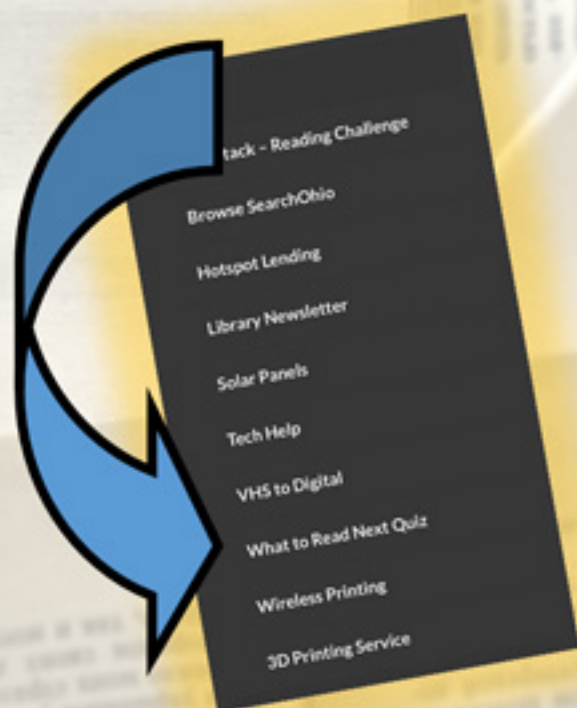 tack – Reading Challenge
Browse SearchOhio
Hotspot Lending
Library Newsletter
Solar Panels
Tech Help
VHS to Digital
What to Read Next Quiz
Wireless Printing
3D Printing Service